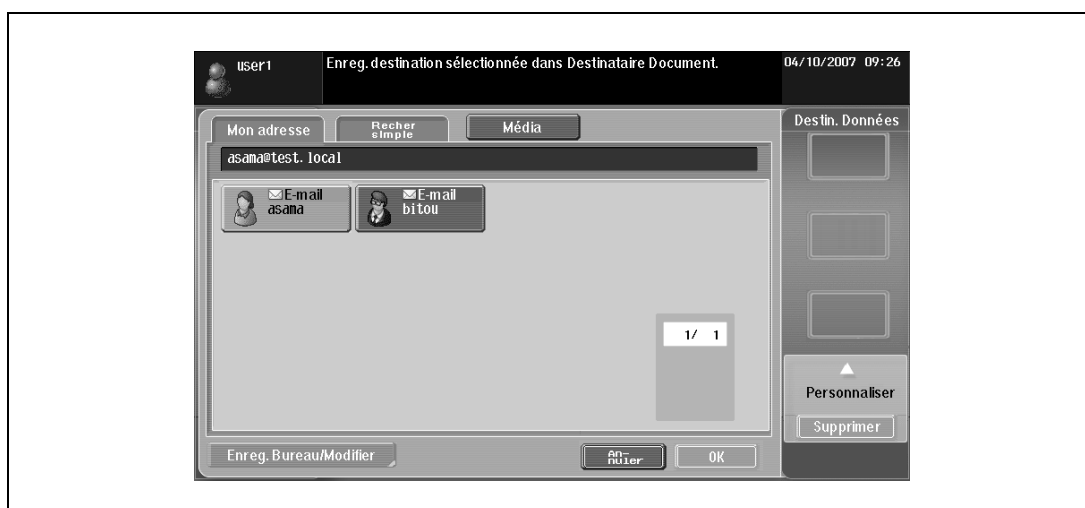 user1
Enreg. destination sélectionnée dans Destinataire Document.
04/10/2007 09:26
Mon adresse
Recher
simple
Média
Destin. Données
asama@test.local
E-mail
asama
E-mail
bitou
1/ 1
Personnaliser
Supprimer
Enreg. Bureau/Modifier
An-
nuler
OK